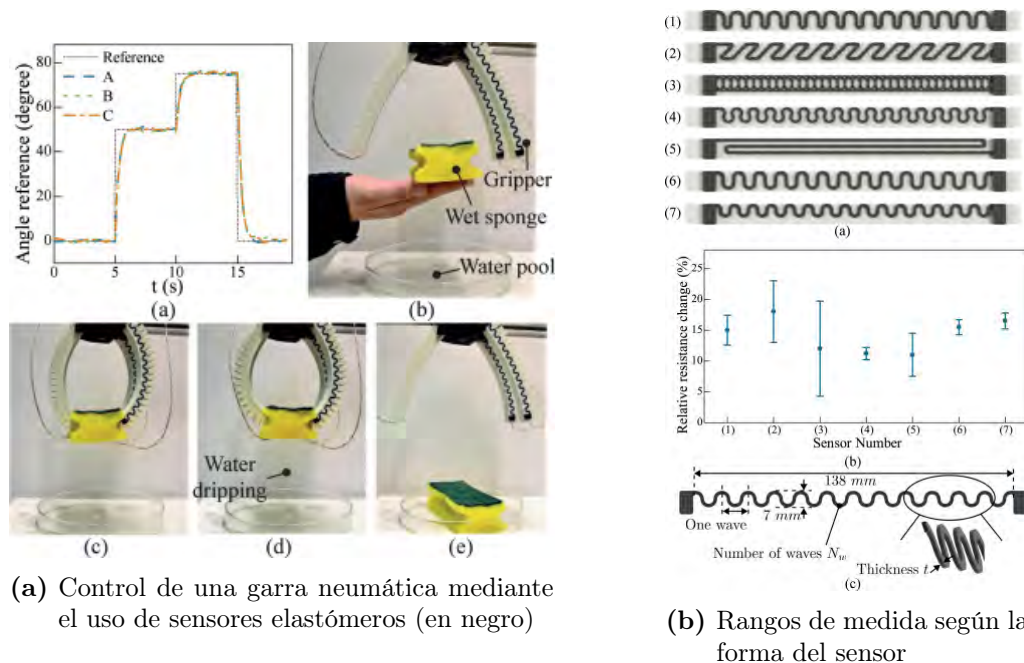 Reference
A
B
C
Angle reference (degree)
80
60
40
20
0
0
5
10
15
t (s)
(a)
Gripper
Wet sponge
Water pool
(b)
Water
dripping
(c)
(d)
(e)
(a) Control de una garra neumática mediante
el uso de sensores elastómeros (en negro)
(1)
(2)
(3)
(4)
(5)
(6)
(7)
(a)
Relative resistance change (%)
25
20
15
10
5
0
(1)
(2)
(3)
(4)
(5)
(6)
(7)
Sensor Number
(b)
138 mm
One wave
7 mm
Number of waves Nw
Thickness t
(c)
(b) Rangos de medida según la
forma del sensor